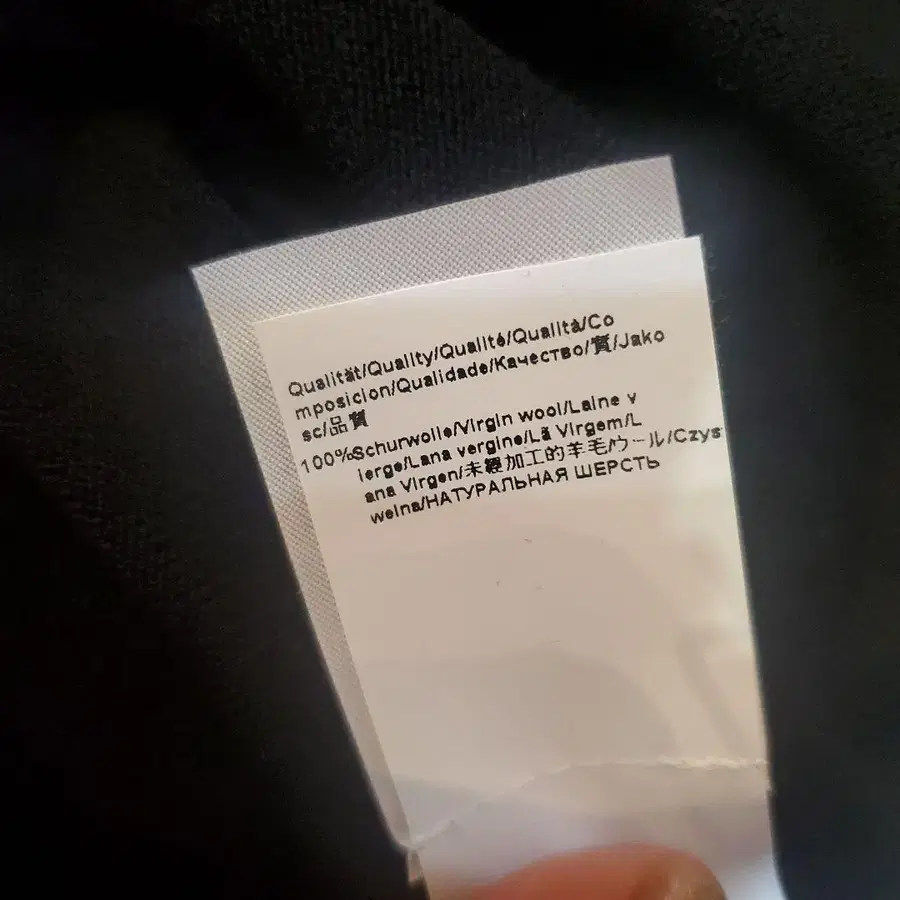 Qualität/Quality/Qualité/Qualità/Co
mposicion/Qualidade/Качество/質/Jako
sc/品質
100%Schurwolle/Virgin wool/Laine v
ierge/Lana vergine/Lã Virgem/L
ana Virgen/未經加工的羊毛/ウール/Czys
welna/НАТУРАЛЬНАЯ ШЕРСТЬ